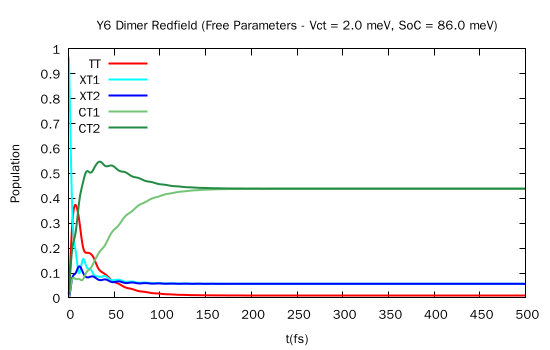 Y6 Dimer Redfield (Free Parameters - Vct = 2.0 meV, SoC = 86.0 meV)
1
0.9
0.8
0.7
0.6
0.5
0.4
0.3
0.2
0.1
0
Population
TT
XT1
XT2
CT1
CT2
0 50 100 150 200 250 300 350 400 450 500
t(fs)